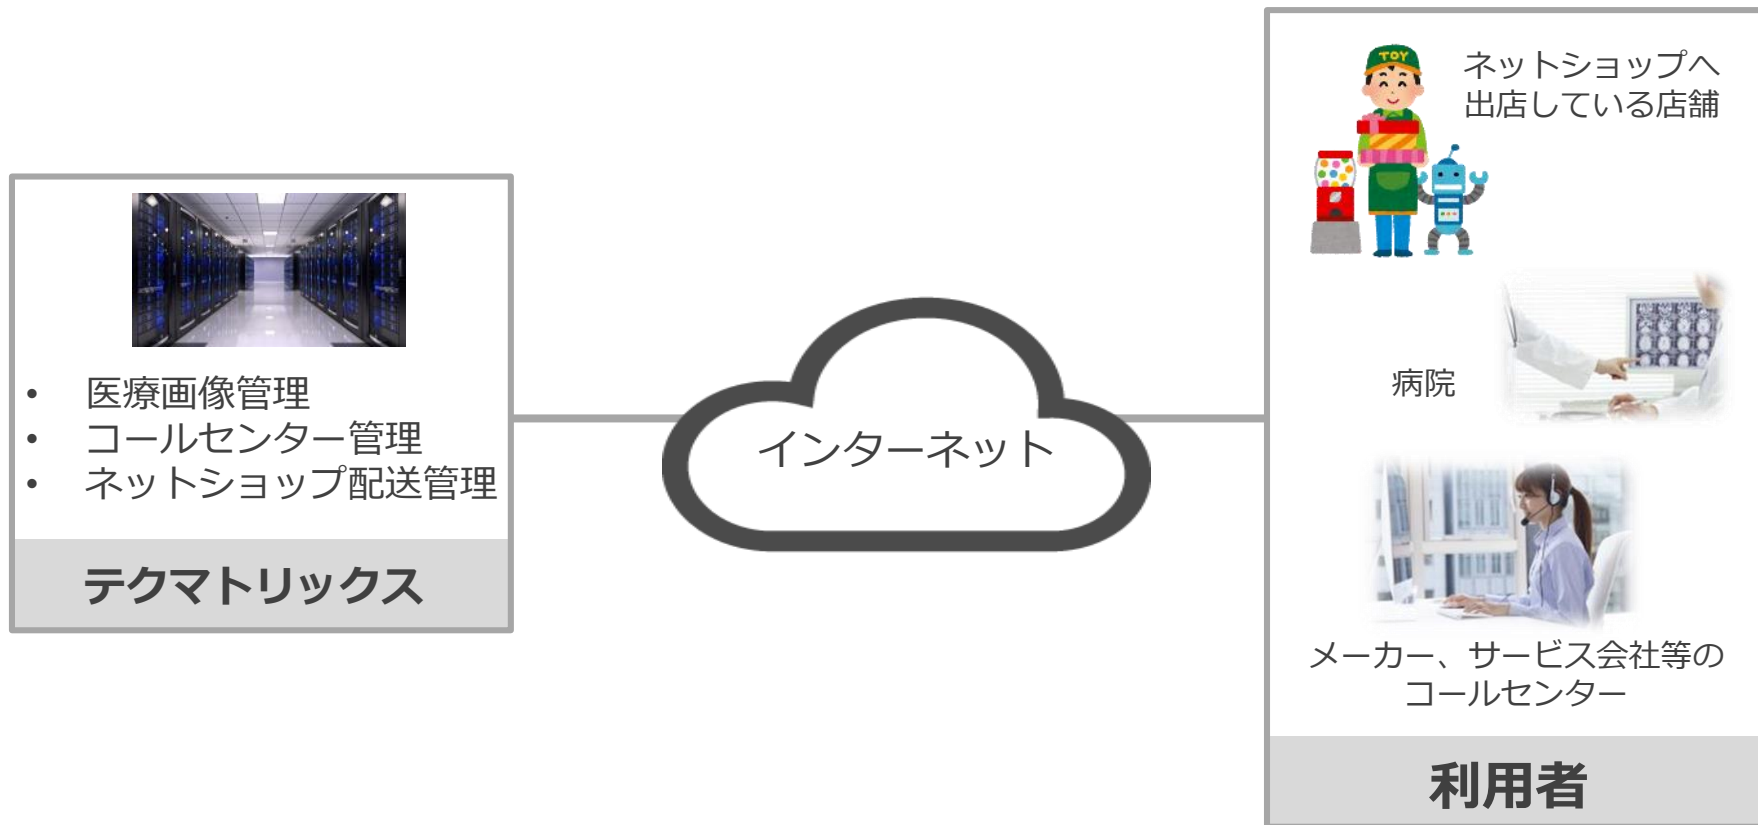 • 医療画像管理
• コールセンター管理
• ネットショップ配送管理
テクマトリックス
インターネット
TOY
ネットショップへ
出店している店舗
病院
メーカー、サービス会社等の
コールセンター
利用者